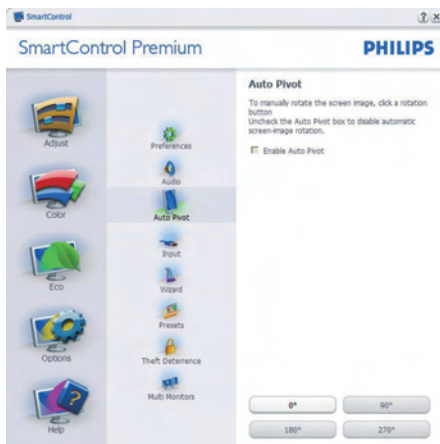 SmartControl
SmartControl Premium
PHILIPS
Adjust
Color
Eco
Options
Help
Preferences
Audio
Auto Pivot
Input
Wizard
Presets
Theft Deterrence
Multi Monitors
Auto Pivot
To manually rotate the screen image, click a rotation
button
Uncheck the Auto Pivot box to disable automatic
screen-image rotation.
Enable Auto Pivot
0°
90°
180°
270°